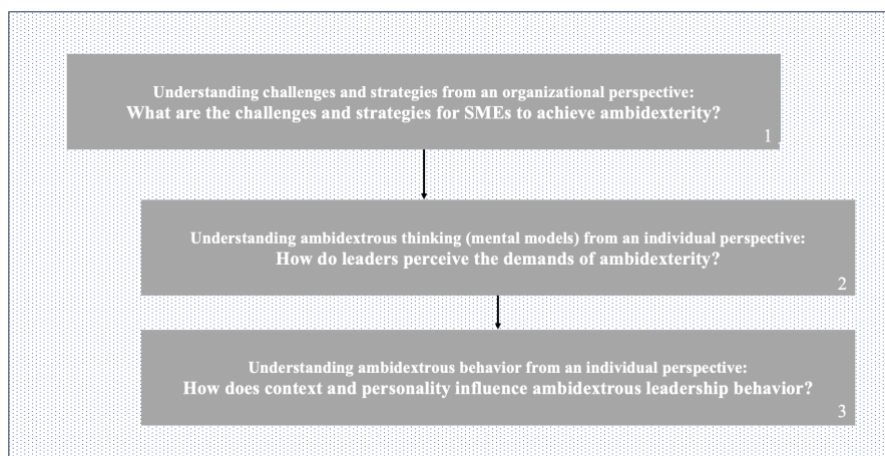 Understanding challenges and strategies from an organizational perspective:
What are the challenges and strategies for SMEs to achieve ambidexterity?
1
Understanding ambidextrous thinking (mental models) from an individual perspective:
How do leaders perceive the demands of ambidexterity?
2
Understanding ambidextrous behavior from an individual perspective:
How does context and personality influence ambidextrous leadership behavior?
3